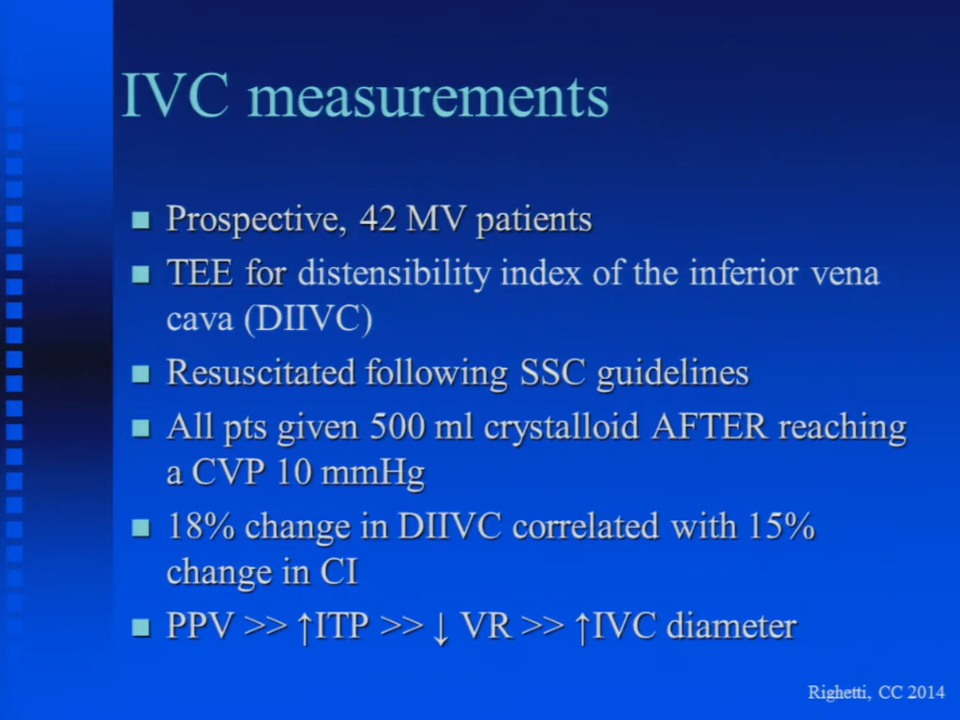 IVC measurements
Prospective, 42 MV patients
TEE for distensibility index of the inferior vena
cava (DIIVC)
Resuscitated following SSC guidelines
All pts given 500 ml crystalloid AFTER reaching
a CVP 10 mmHg
18% change in DIIVC correlated with 15%
change in CI
PPV >> ↑ITP >> ↓ VR >> ↑IVC diameter
Righetti, CC 2014